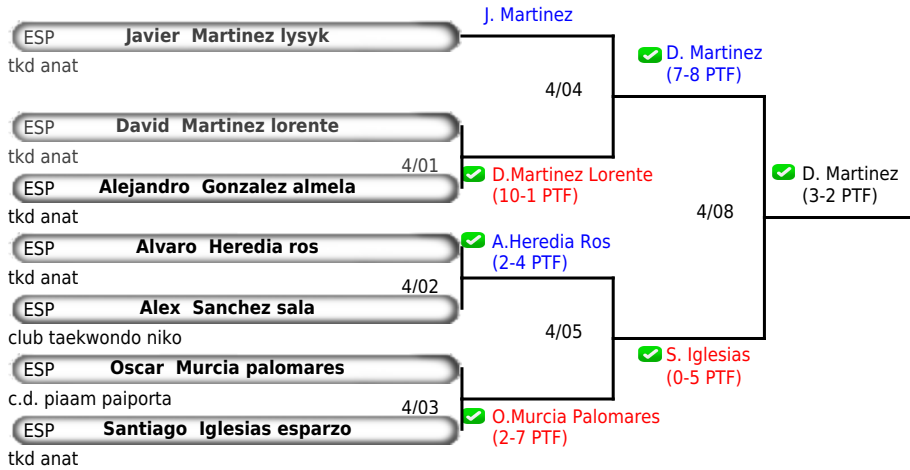 J. Martinez
ESP Javier Martinez lysyk
tkd anat
D. Martinez
(7-8 PTF)
4/04
ESP David Martinez lorente
tkd anat
4/01
D.Martinez Lorente
(10-1 PTF)
ESP Alejandro Gonzalez almela
tkd anat
D. Martinez
(3-2 PTF)
4/08
ESP Alvaro Heredia ros
tkd anat
A.Heredia Ros
(2-4 PTF)
4/02
ESP Alex Sanchez sala
club taekwondo niko
4/05
S. Iglesias
(0-5 PTF)
ESP Oscar Murcia palomares
c.d. piaam paiporta
4/03
O.Murcia Palomares
(2-7 PTF)
ESP Santiago Iglesias esparzo
tkd anat